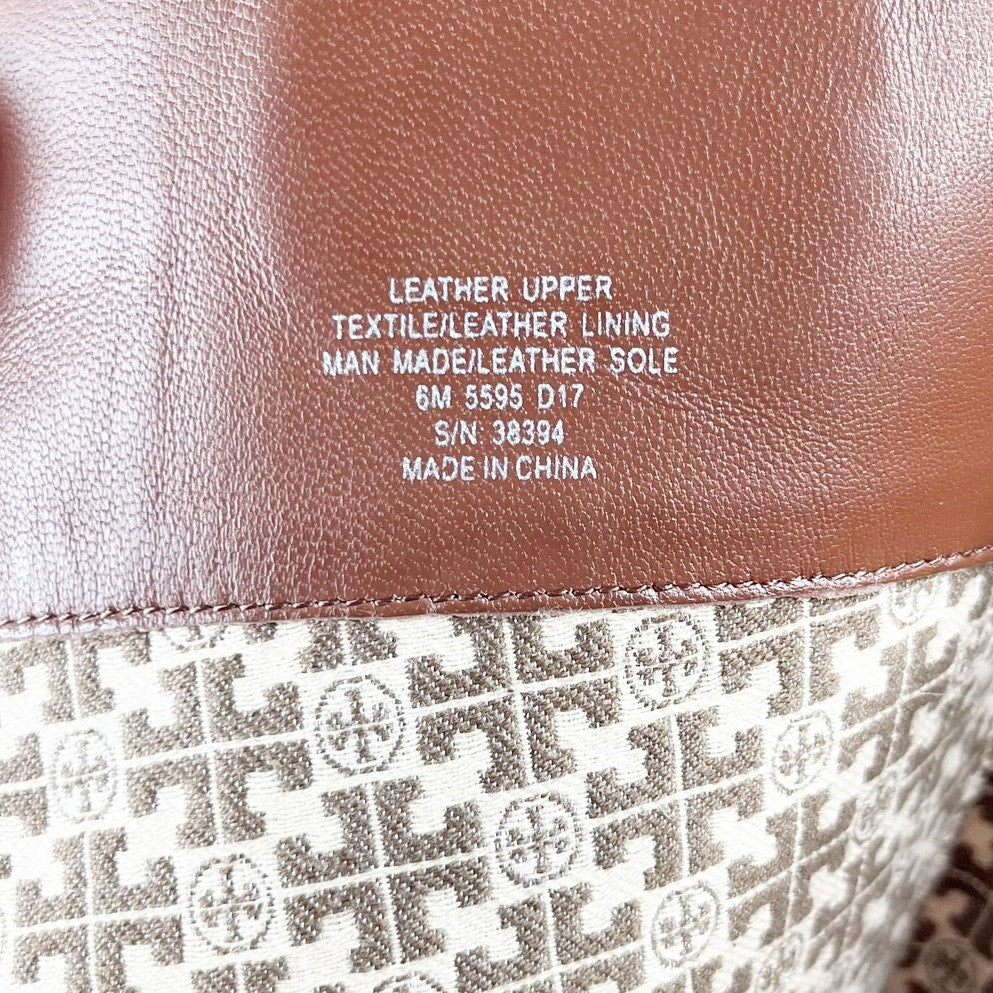 LEATHER UPPER
TEXTILE/LEATHER LINING
MAN MADE/LEATHER SOLE
6M 5595 D17
S/N 38394
MADE IN CHINA